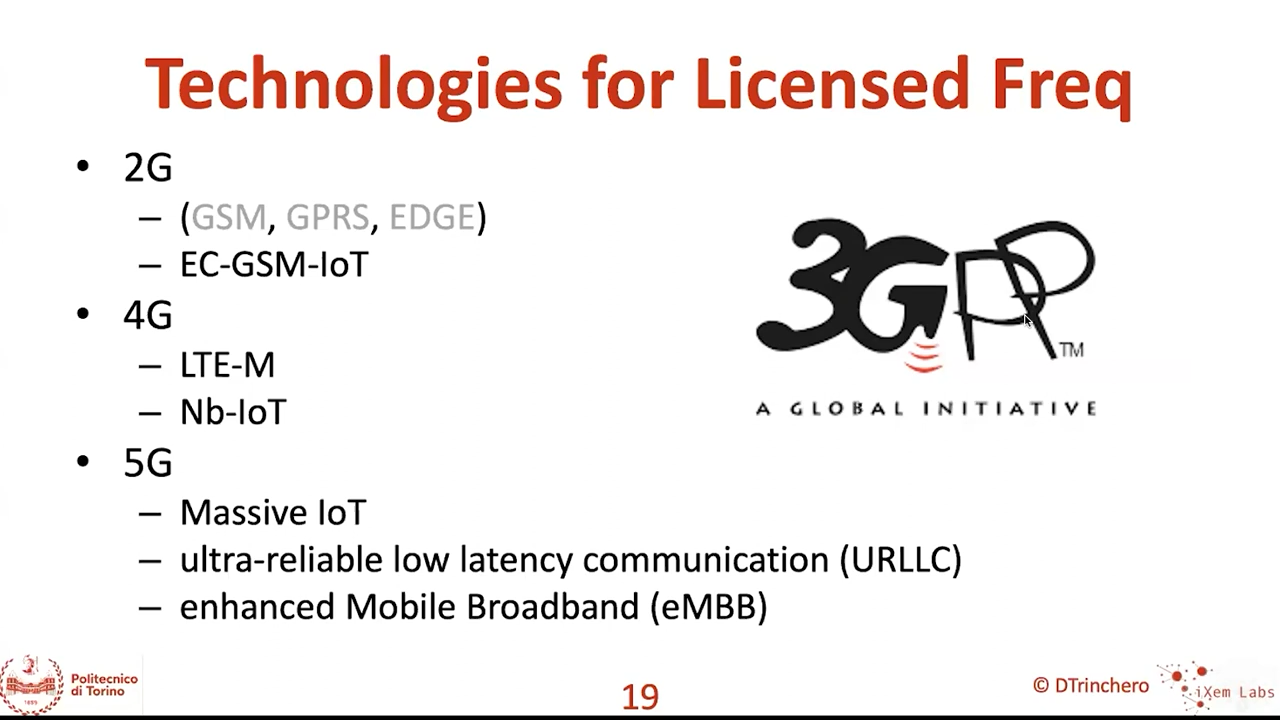 Technologies for Licensed Freq
• 2G
– (GSM, GPRS, EDGE)
– EC-GSM-IoT
• 4G
– LTE-M
– Nb-IoT
• 5G
– Massive IoT
– ultra-reliable low latency communication (URLLC)
– enhanced Mobile Broadband (eMBB)
3GPP
TM
A GLOBAL INITIATIVE
1859
Politecnico
di Torino
19
© DTrinchero
iXem Labs